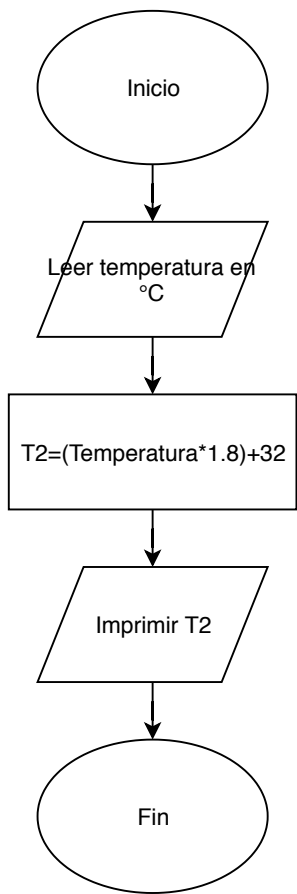 Inicio
Leer temperatura en
°C
T2=(Temperatura*1.8)+32
Imprimir T2
Fin